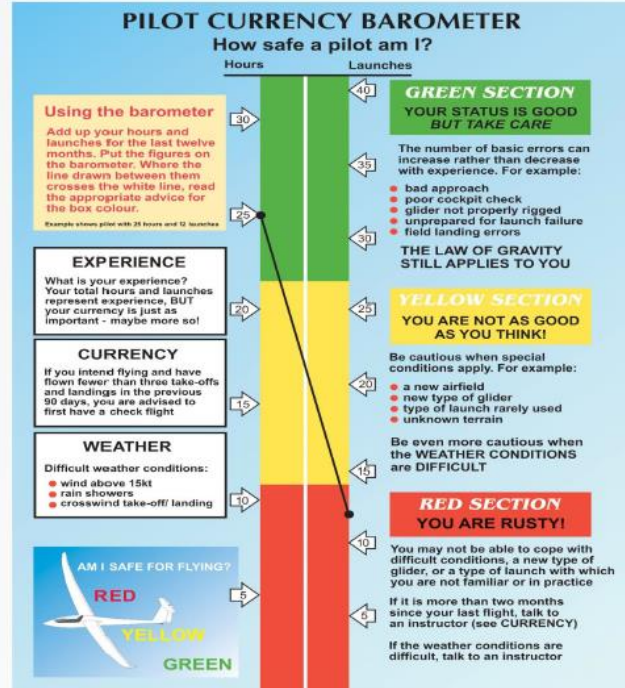 PILOT CURRENCY BAROMETER
How safe a pilot am I?
Hours
Launches
Using the barometer
Add up your hours and
launches for the last twelve
months. Put the figures on
the barometer. Where the
line drawn between them
crosses the white line, read
the appropriate advice for
the box colour.
Example shows pilot with 25 hours and 12 launches
EXPERIENCE
What is your experience?
Your total hours and launches
represent experience, BUT
your currency is just as
important - maybe more so!
CURRENCY
If you intend flying and have
flown fewer than three take-offs
and landings in the previous
90 days, you are advised to
first have a check flight
WEATHER
Difficult weather conditions:
wind above 15kt
rain showers
crosswind take-off/ landing
AM I SAFE FOR FLYING?
RED
YELLOW
GREEN
30
25
20
15
10
5
40
35
30
25
20
15
10
5
GREEN SECTION
YOUR STATUS IS GOOD
BUT TAKE CARE
The number of basic errors can
increase rather than decrease
with experience. For example:
bad approach
poor cockpit check
glider not properly rigged
unprepared for launch failure
field landing errors
THE LAW OF GRAVITY
STILL APPLIES TO YOU
YELLOW SECTION
YOU ARE NOT AS GOOD
AS YOU THINK!
Be cautious when special
conditions apply. For example:
a new airfield
new type of glider
type of launch rarely used
unknown terrain
Be even more cautious when
the WEATHER CONDITIONS
are DIFFICULT
RED SECTION
YOU ARE RUSTY!
You may not be able to cope with
difficult conditions, a new type of
glider, or a type of launch with which
you are not familiar or in practice
If it is more than two months
since your last flight, talk to
an instructor (see CURRENCY)
If the weather conditions are
difficult, talk to an instructor